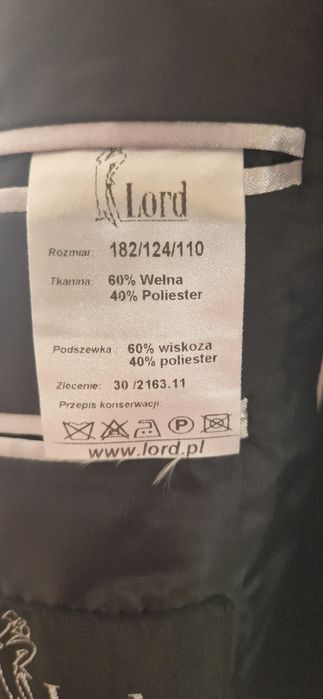 Lord
Rozmiar: 182/124/110
Tkanina: 60% Wełna
40% Poliester
Podszewka : 60% wiskoza
40% poliester
Zlecenie: 30 /2163.11
Przepis konserwacji:
P
www.lord.pl
Lord